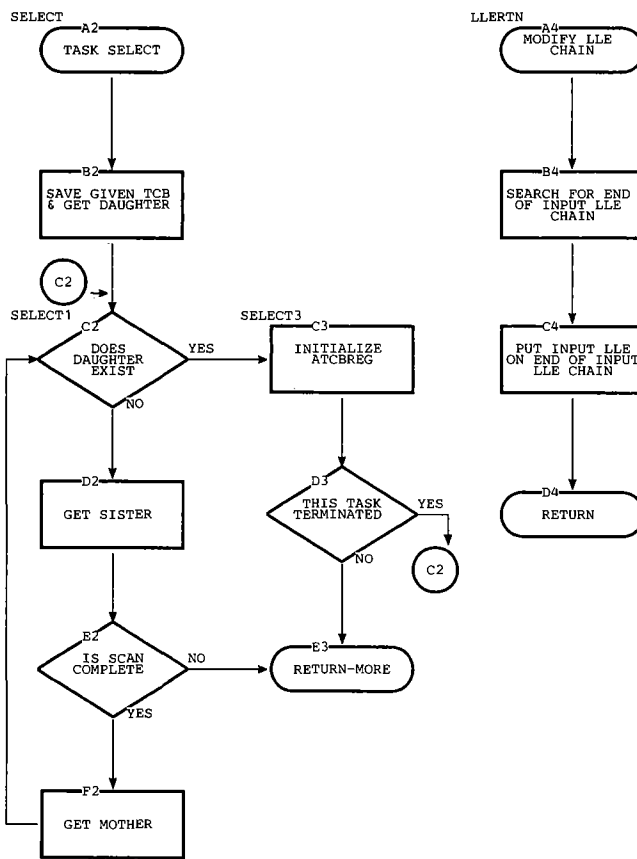 SELECT
A2
TASK SELECT
B2
SAVE GIVEN TCB
& GET DAUGHTER
C2
SELECT1
C2
DOES
DAUGHTER
EXIST
YES
NO
SELECT3
C3
INITIALIZE
ATCBREG
D2
GET SISTER
D3
THIS TASK
TERMINATED
YES
NO
C2
E2
IS SCAN
COMPLETE
NO
YES
E3
RETURN-MORE
F2
GET MOTHER
LLERTN
A4
MODIFY LLE
CHAIN
B4
SEARCH FOR END
OF INPUT LLE
CHAIN
C4
PUT INPUT LLE
ON END OF INPUT
LLE CHAIN
D4
RETURN